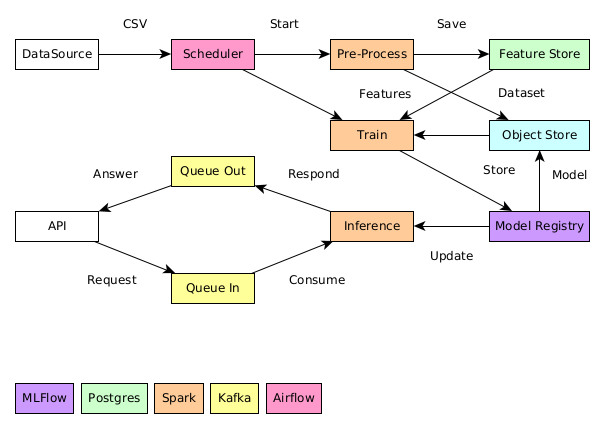 CSV
Start
Save
DataSource
Scheduler
Pre-Process
Feature Store
Features
Dataset
Train
Object Store
Answer
Queue Out
Respond
Store
Model
API
Inference
Model Registry
Update
Request
Queue In
Consume
MLFlow
Postgres
Spark
Kafka
Airflow